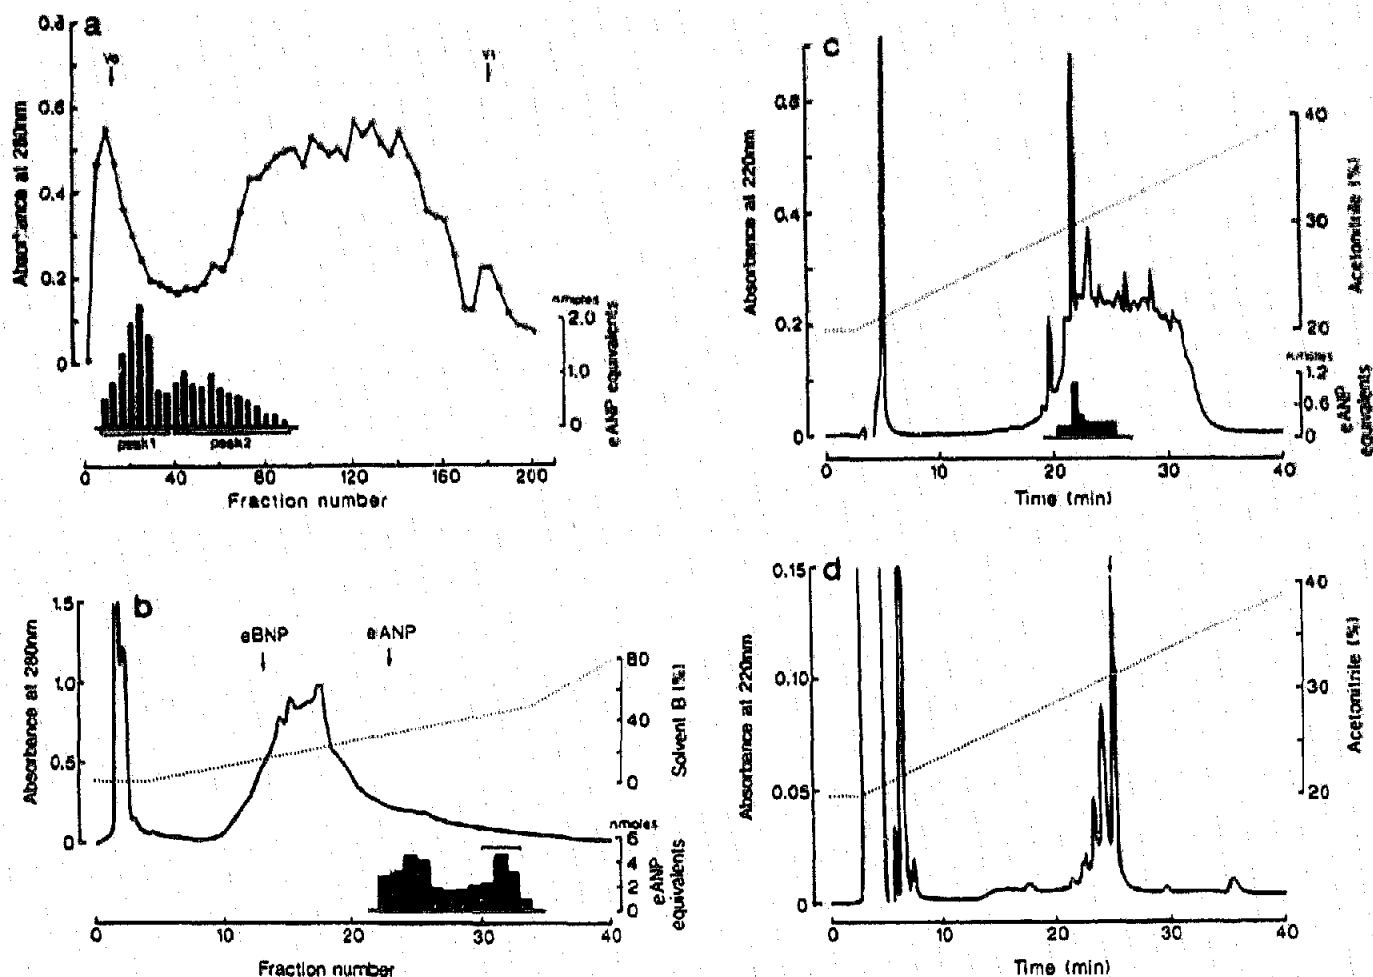 a
0.8
0.6
0.4
0.2
0
Absorbance at 280nm
Vo
Vt
nmoles
2.0
1.0
0
eANP equivalents
peak1
peak2
0
40
80
120
160
200
Fraction number
b
1.5
1.0
0.5
0
Absorbance at 280nm
eBNP
eANP
80
40
0
Solvent B (%)
nmoles
6
4
2
0
eANP
equivalents
0
10
20
30
40
Fraction number
c
0.4
0.2
0
Absorbance at 220nm
40
30
20
Acetonitrile (%)
nmoles
1.2
0.6
0
eANP
equivalents
0
10
20
30
40
Time (min)
d
0.15
0.10
0.05
0
Absorbance at 220nm
40
30
20
Acetonitrile (%)
0
10
20
30
40
Time (min)